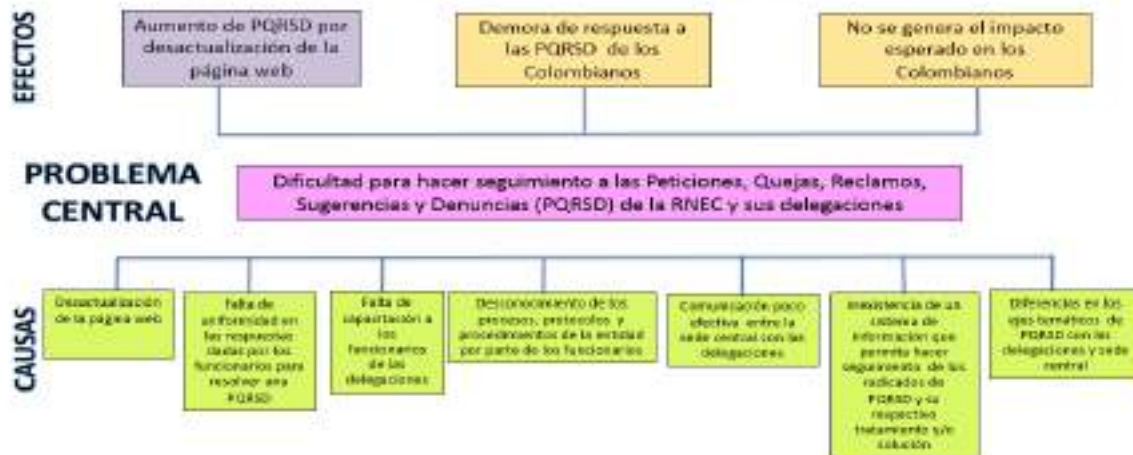 EFECTOS
Aumento de PQRSD por
desactualización de la
página web
Demora de respuesta a
las PQRSD de los
Colombianos
No se genera el impacto
esperado en los
Colombianos
PROBLEMA
CENTRAL
Dificultad para hacer seguimiento a las Peticiones, Quejas, Reclamos,
Sugerencias y Denuncias (PQRSD) de la RNEC y sus delegaciones
CAUSAS
Desactualización
de la página web
Falta de
uniformidad en
las respuestas
dadas por los
funcionarios para
resolver una
PQRSD
Falta de
capacitación a
los
funcionarios
de las
delegaciones
Desconocimiento de los
procesos, protocolos y
procedimientos de la entidad
por parte de los funcionarios
Comunicación poco
efectiva entre la
sede central con las
delegaciones
Inexistencia de un
sistema de
información que
permita hacer
seguimiento de los
radicados de
PQRSD y su
respectivo
tratamiento y/o
solución
Diferencias en los
ejes temáticos de
PQRSD con las
delegaciones y sede
central